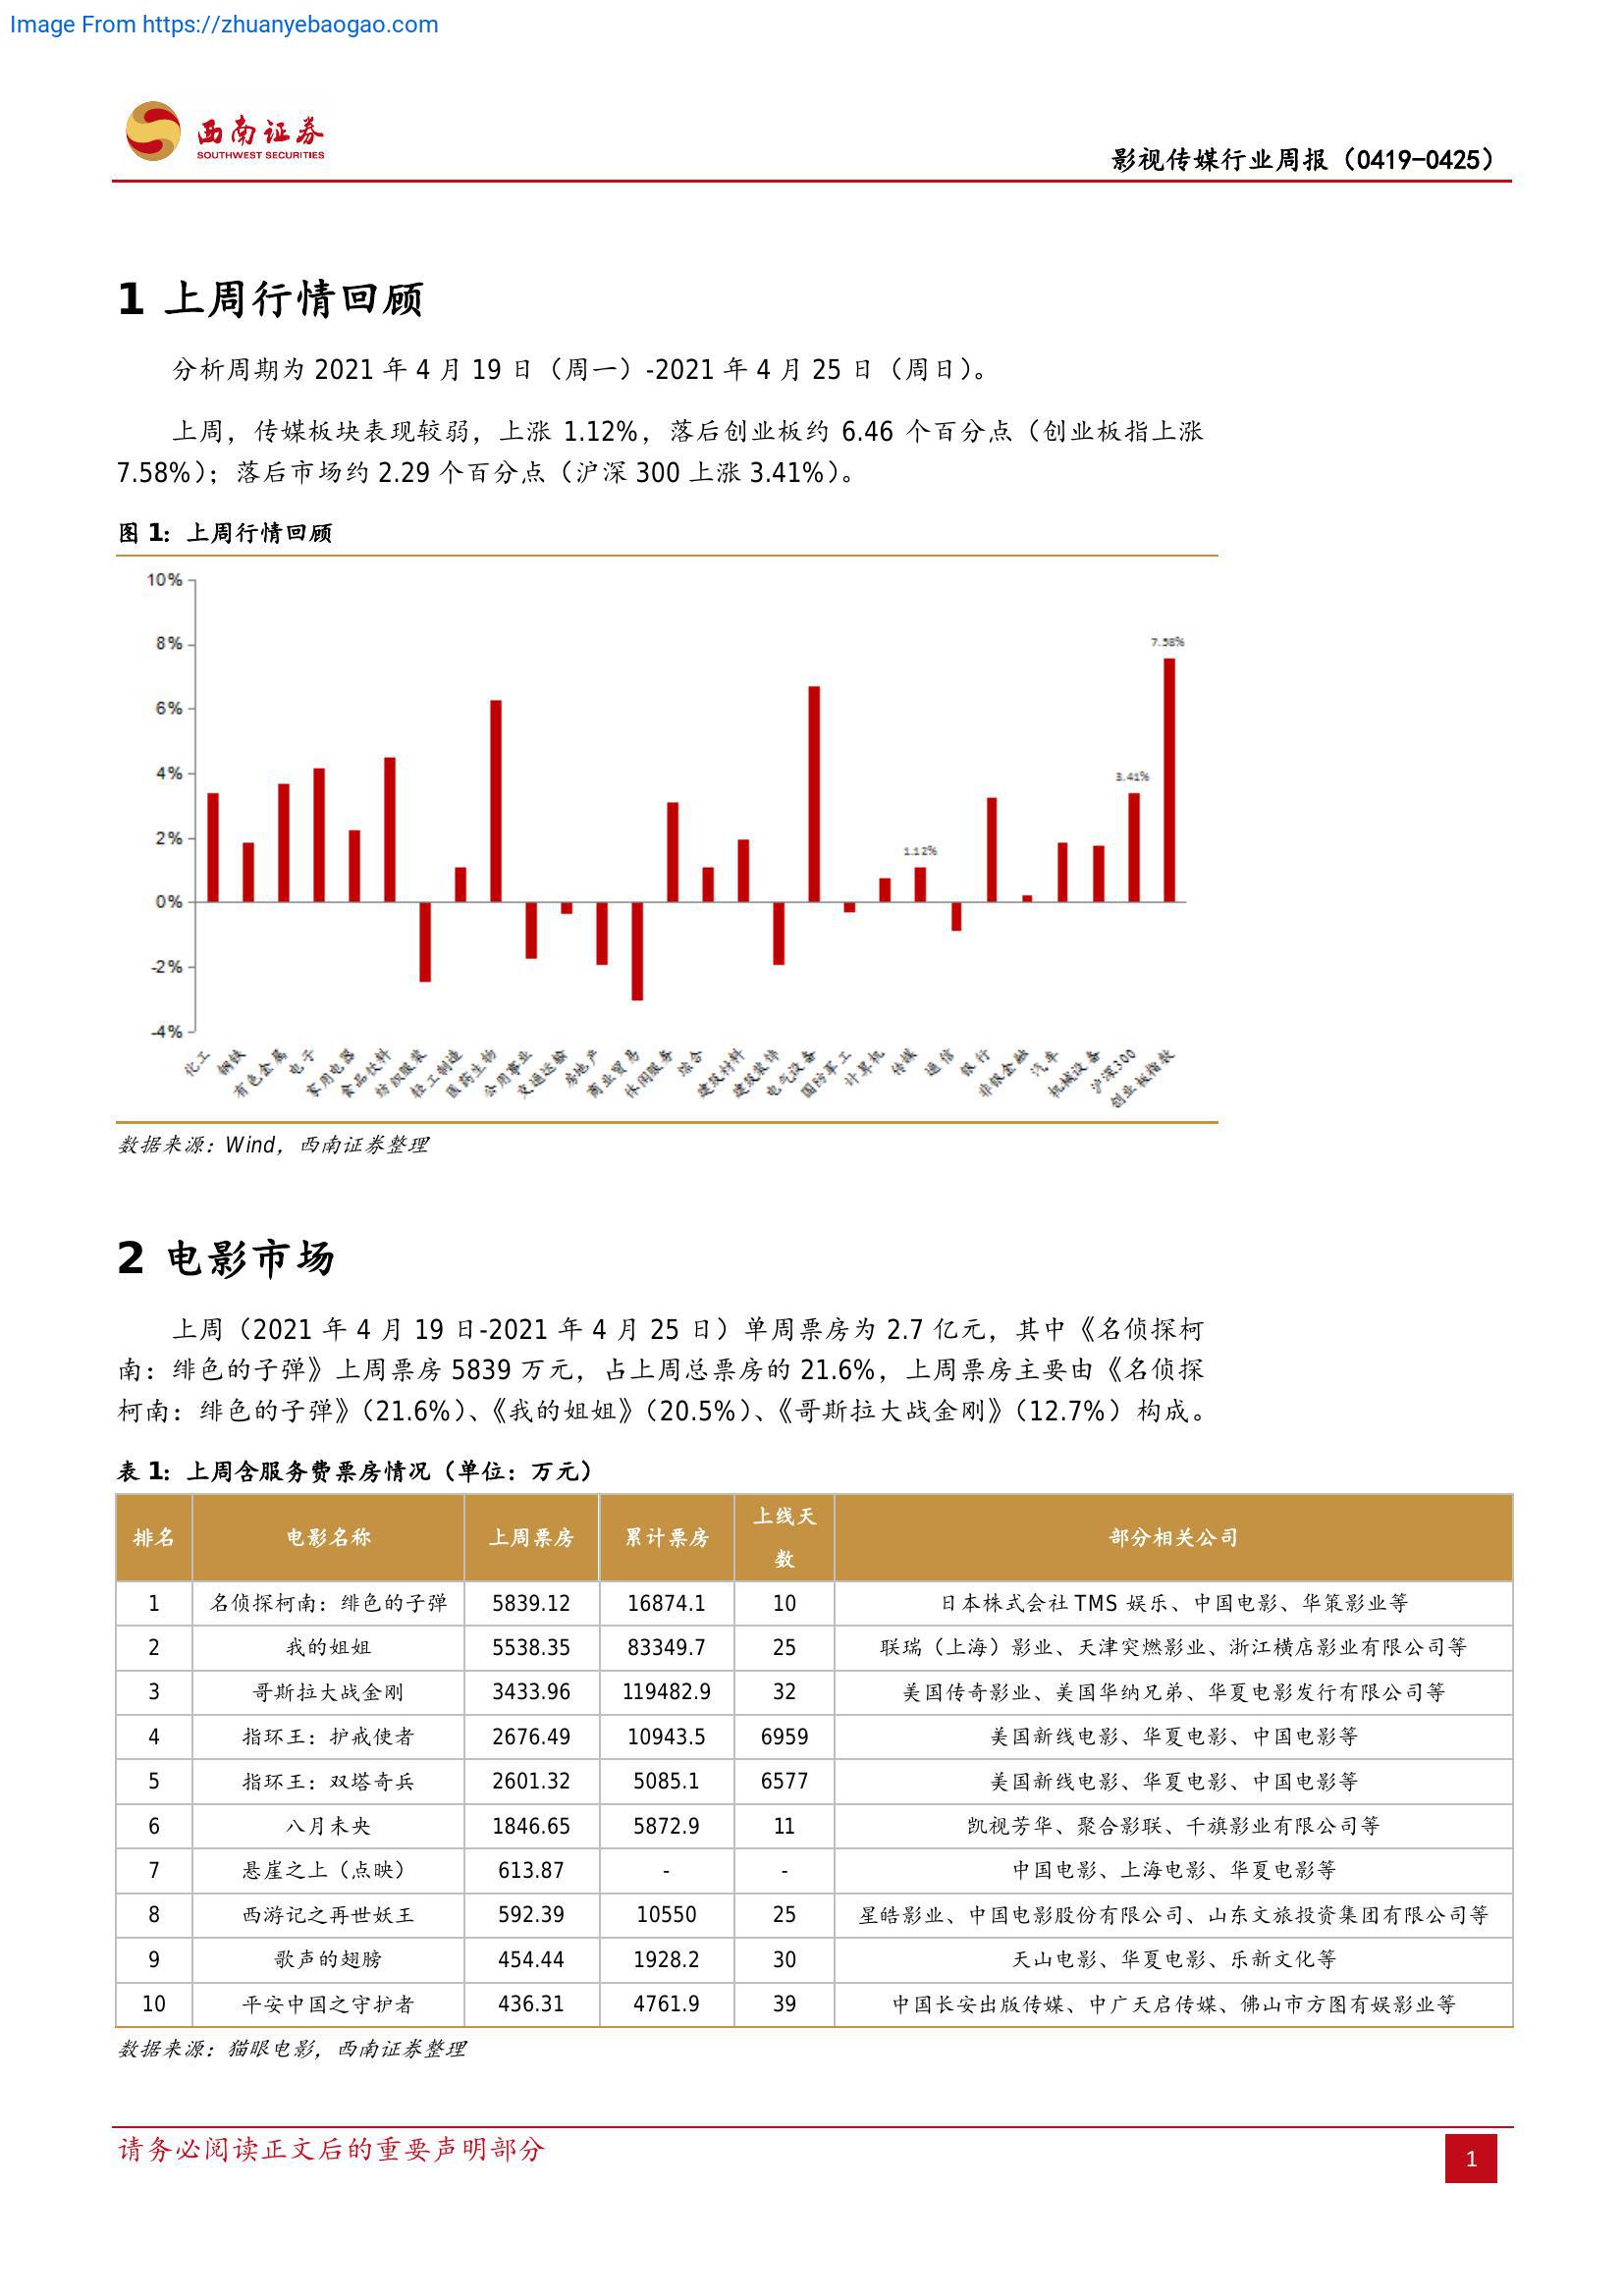 Image From https://zhuanyebaogao.com
西南证券
SOUTHWEST SECURITIES
影视传媒行业周报（0419-0425）
1 上周行情回顾
分析周期为 2021 年 4 月 19 日（周一）-2021 年 4 月 25 日（周日）。
上周，传媒板块表现较弱，上涨 1.12%，落后创业板约 6.46 个百分点（创业板指上涨
7.58%）；落后市场约 2.29 个百分点（沪深 300 上涨 3.41%）。
图 1：上周行情回顾
10%
8%
6%
4%
2%
0%
-2%
-4%
1.12%
3.41%
7.58%
化工 钢铁 有色金属 电子 家用电器 食品饮料 纺织服装 轻工制造 医药生物 公用事业 交通运输 房地产 商业贸易 休闲服务 综合 建筑材料 建筑装饰 电气设备 国防军工 计算机 传媒 通信 银行 非银金融 汽车 机械设备 沪深300 创业板指数
数据来源：Wind，西南证券整理
2 电影市场
上周（2021 年 4 月 19 日-2021 年 4 月 25 日）单周票房为 2.7 亿元，其中《名侦探柯
南：绯色的子弹》上周票房 5839 万元，占上周总票房的 21.6%，上周票房主要由《名侦探
柯南：绯色的子弹》（21.6%）、《我的姐姐》（20.5%）、《哥斯拉大战金刚》（12.7%）构成。
表 1：上周含服务费票房情况（单位：万元）
排名 电影名称 上周票房 累计票房 上线天数 部分相关公司
1 名侦探柯南：绯色的子弹 5839.12 16874.1 10 日本株式会社 TMS 娱乐、中国电影、华策影业等
2 我的姐姐 5538.35 83349.7 25 联瑞（上海）影业、天津突燃影业、浙江横店影业有限公司等
3 哥斯拉大战金刚 3433.96 119482.9 32 美国传奇影业、美国华纳兄弟、华夏电影发行有限公司等
4 指环王：护戒使者 2676.49 10943.5 6959 美国新线电影、华夏电影、中国电影等
5 指环王：双塔奇兵 2601.32 5085.1 6577 美国新线电影、华夏电影、中国电影等
6 八月未央 1846.65 5872.9 11 凯视芳华、聚合影联、千旗影业有限公司等
7 悬崖之上（点映） 613.87 - - 中国电影、上海电影、华夏电影等
8 西游记之再世妖王 592.39 10550 25 星皓影业、中国电影股份有限公司、山东文旅投资集团有限公司等
9 歌声的翅膀 454.44 1928.2 30 天山电影、华夏电影、乐新文化等
10 平安中国之守护者 436.31 4761.9 39 中国长安出版传媒、中广天启传媒、佛山市方图有娱影业等
数据来源：猫眼电影，西南证券整理
请务必阅读正文后的重要声明部分
1